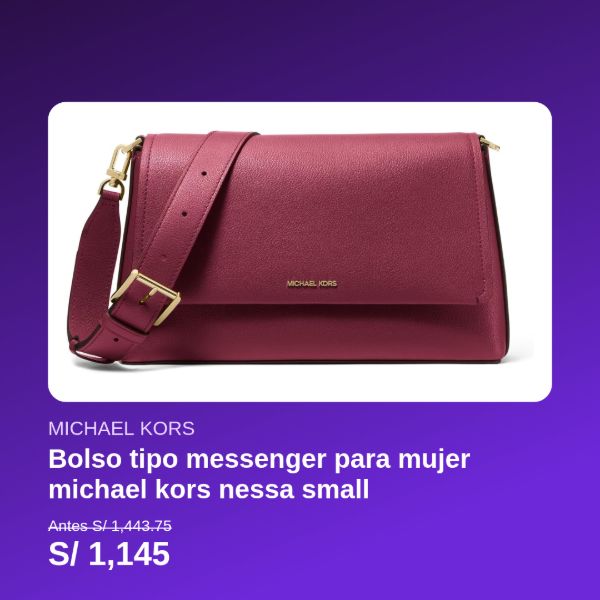 MICHAEL KORS
MICHAEL KORS
Bolso tipo messenger para mujer
michael kors nessa small
Antes S/ 1,443.75
S/ 1,145